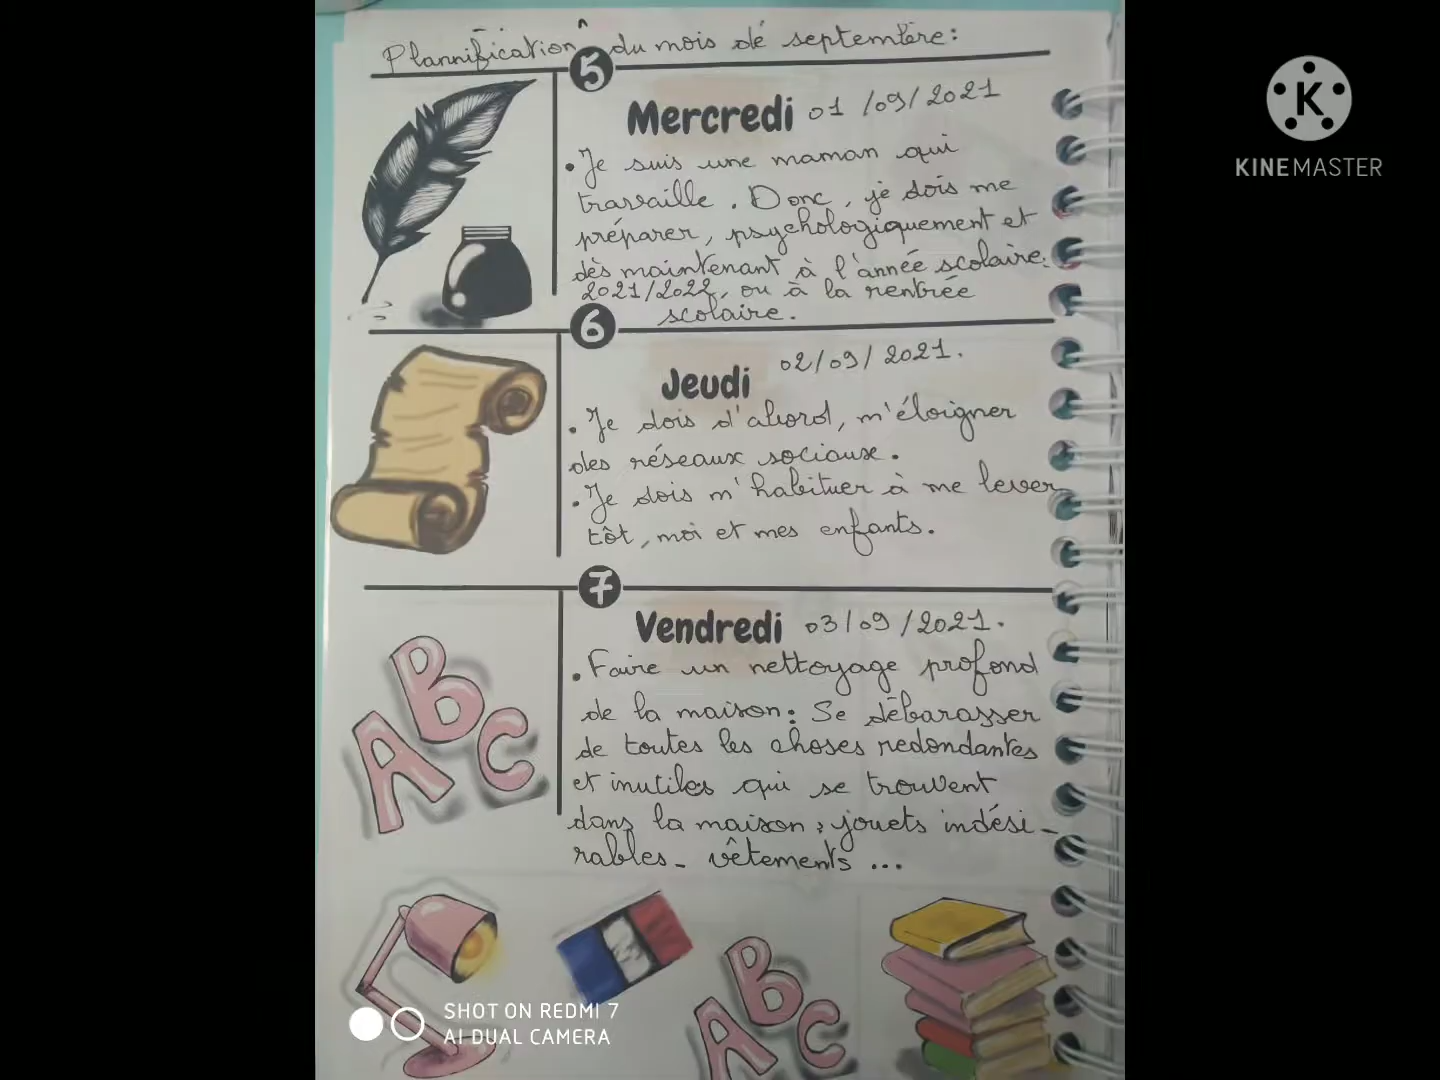 Plannification du mois de septembre:
5
Mercredi 01/09/2021
• Je suis une maman qui
travaille. Donc, je dois me
préparer, psychologiquement et
dès maintenant à l'année scolaire
2021/2022, ou à la rentrée
scolaire.
6
Jeudi 02/09/2021.
• Je dois d'abord, m'éloigner
des réseaux sociaux.
• Je dois m'habituer à me lever
tôt, moi et mes enfants.
7
Vendredi 03/09/2021.
• Faire un nettoyage profond
de la maison: Se débarasser
de toutes les choses redondantes
et inutiles qui se trouvent
dans la maison: jouets indési-
rables - vêtements ...
ABC
ABC
SHOT ON REDMI 7
AI DUAL CAMERA
K
KINEMASTER